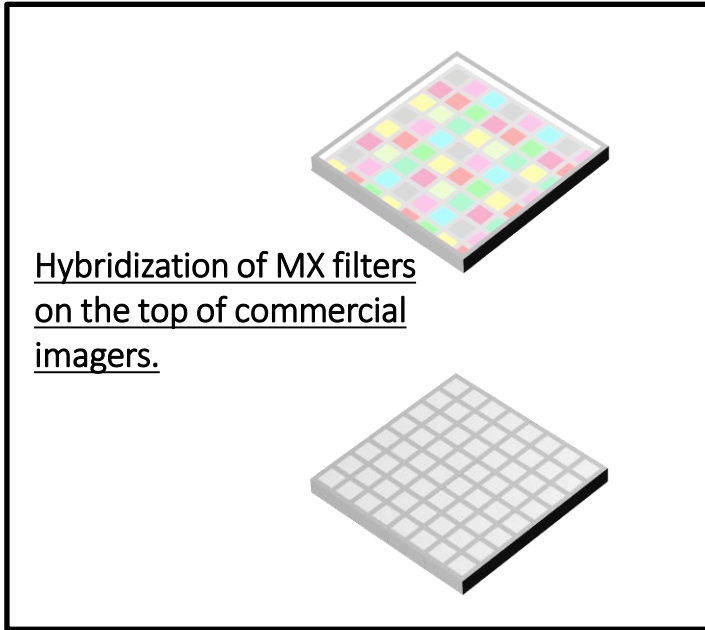 Hybridization of MX filters
on the top of commercial
imagers.